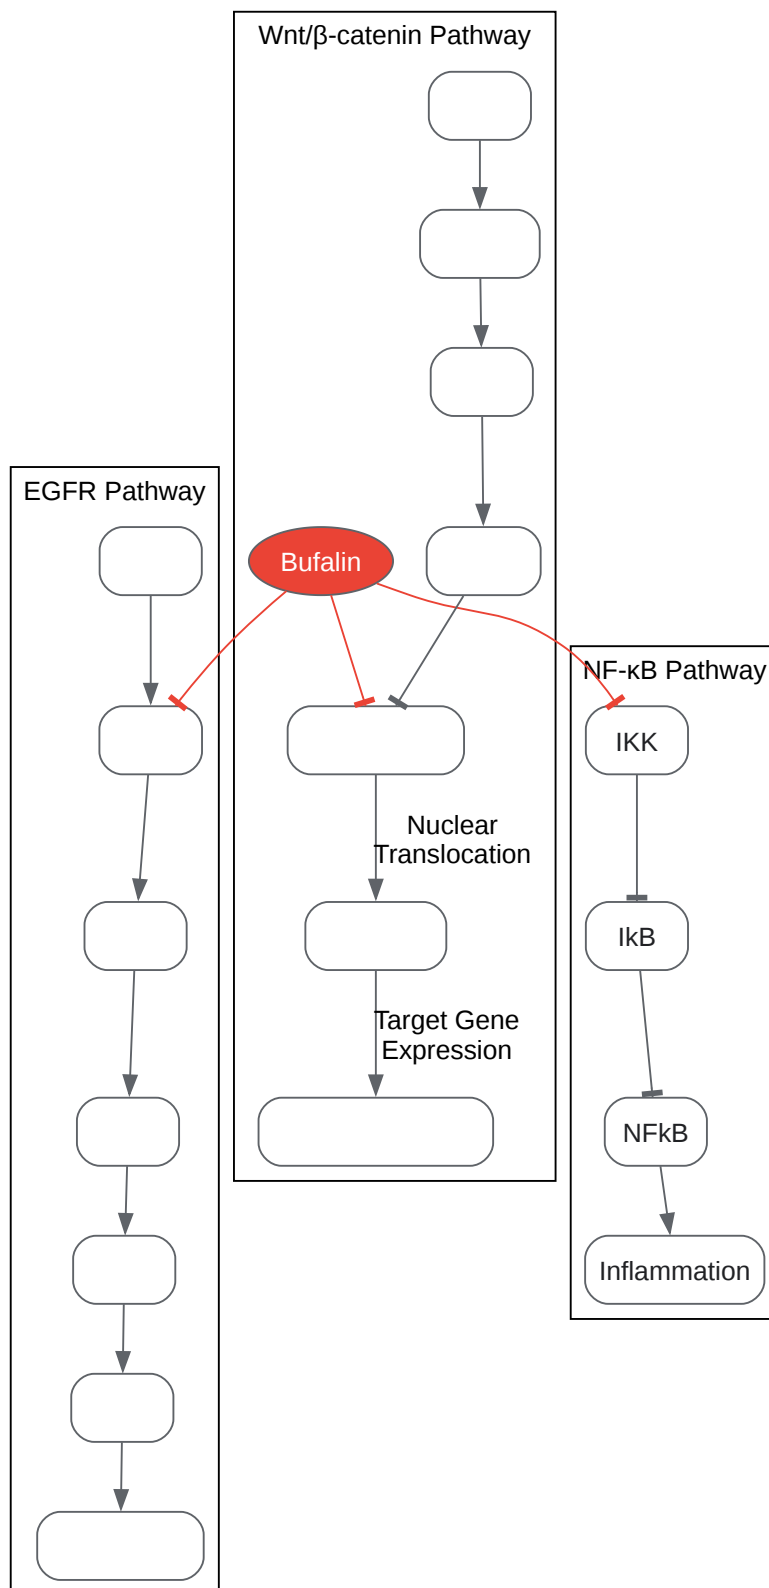 Wnt/β-catenin Pathway
EGFR Pathway
Bufalin
NF-κB Pathway
IKK
Nuclear
Translocation
IkB
Target Gene
Expression
NFkB
Inflammation